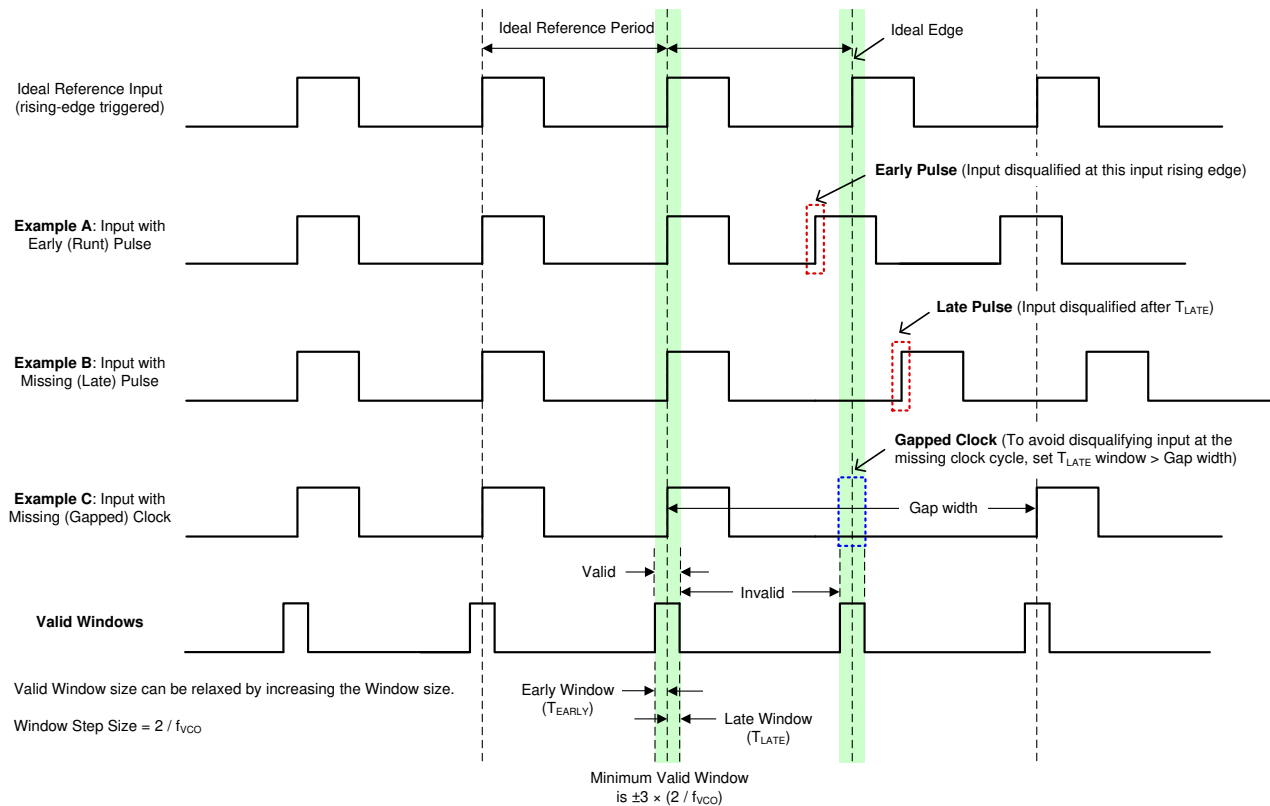 Ideal Reference Period
Ideal Edge
Ideal Reference Input
(rising-edge triggered)
Early Pulse (Input disqualified at this input rising edge)
Example A: Input with
Early (Runt) Pulse
Late Pulse (Input disqualified after TLATE)
Example B: Input with
Missing (Late) Pulse
Gapped Clock (To avoid disqualifying input at the
missing clock cycle, set TLATE window > Gap width)
Example C: Input with
Missing (Gapped) Clock
Gap width
Valid
Invalid
Valid Windows
Valid Window size can be relaxed by increasing the Window size.
Early Window
(TEARLY)
Window Step Size = 2 / fVCO
Late Window
(TLATE)
Minimum Valid Window
is ±3 × (2 / fVCO)